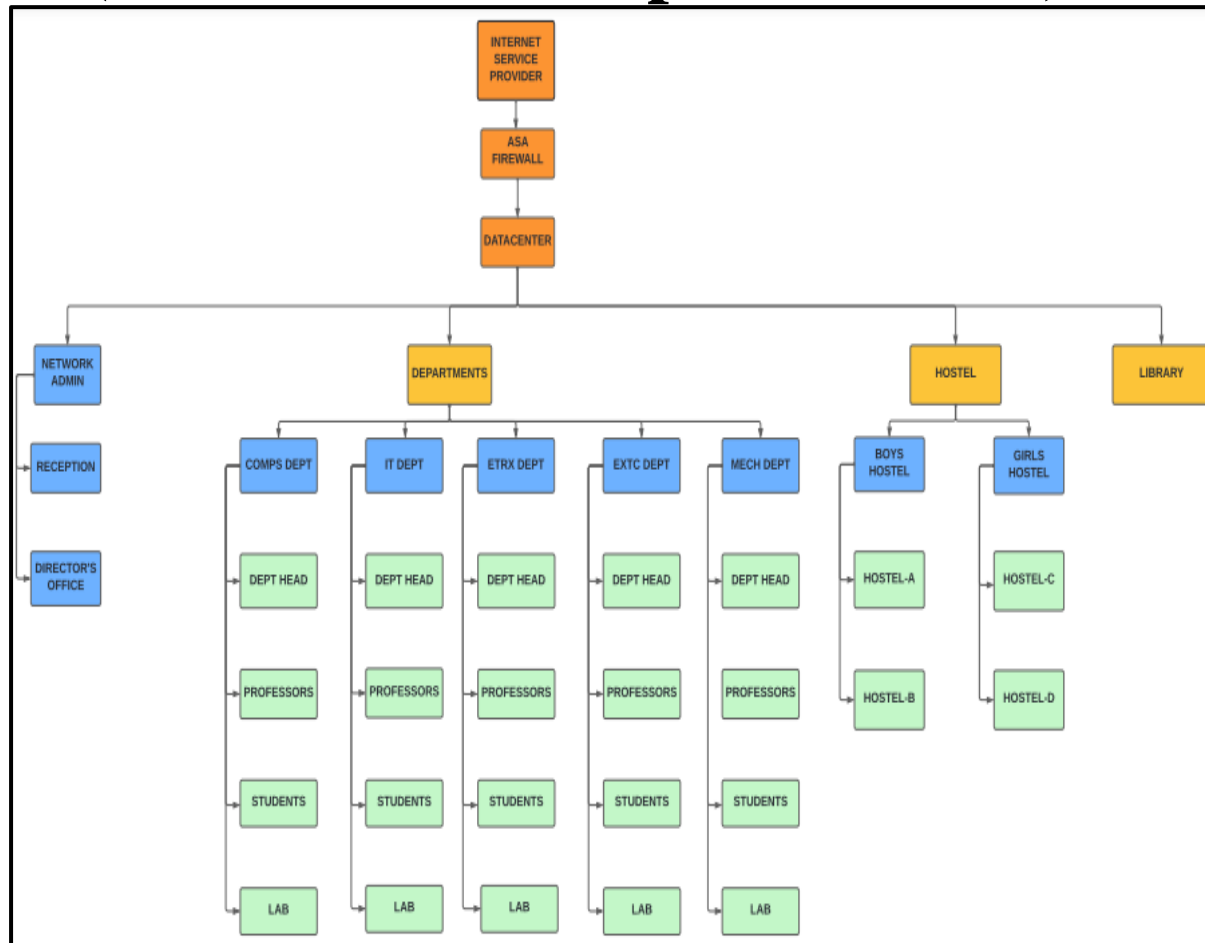 INTERNET
SERVICE
PROVIDER
ASA
FIREWALL
DATACENTER
NETWORK
ADMIN
DEPARTMENTS
HOSTEL
LIBRARY
RECEPTION
COMPS DEPT
IT DEPT
ETRX DEPT
EXTC DEPT
MECH DEPT
BOYS
HOSTEL
GIRLS
HOSTEL
DIRECTOR'S
OFFICE
DEPT HEAD
DEPT HEAD
DEPT HEAD
DEPT HEAD
DEPT HEAD
HOSTEL-A
HOSTEL-C
PROFESSORS
PROFESSORS
PROFESSORS
PROFESSORS
PROFESSORS
HOSTEL-B
HOSTEL-D
STUDENTS
STUDENTS
STUDENTS
STUDENTS
STUDENTS
LAB
LAB
LAB
LAB
LAB